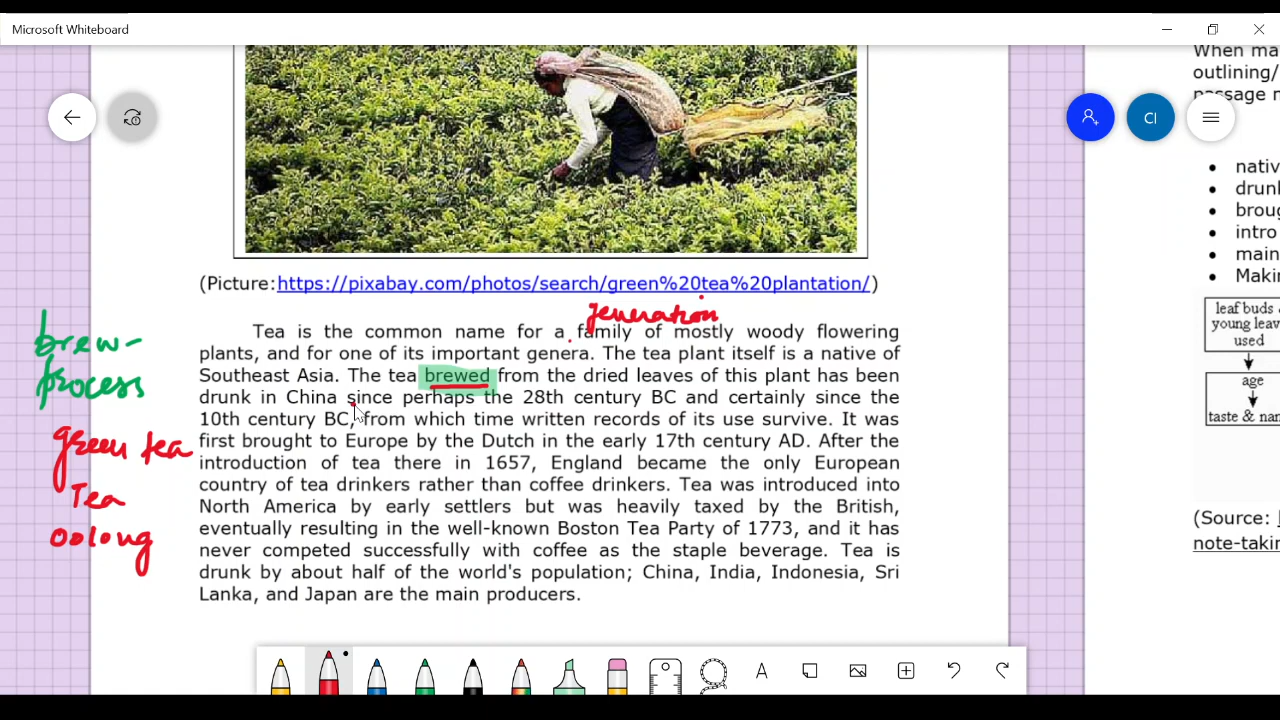 Microsoft Whiteboard
When ma
outlining/
passage n
CI
nativ
drunk
broug
intro
main
Makin
(Picture:https://pixabay.com/photos/search/green%20tea%20plantation/)
generation
Tea is the common name for a family of mostly woody flowering
plants, and for one of its important genera. The tea plant itself is a native of
Southeast Asia. The tea brewed from the dried leaves of this plant has been
drunk in China since perhaps the 28th century BC and certainly since the
10th century BC, from which time written records of its use survive. It was
first brought to Europe by the Dutch in the early 17th century AD. After the
introduction of tea there in 1657, England became the only European
country of tea drinkers rather than coffee drinkers. Tea was introduced into
North America by early settlers but was heavily taxed by the British,
eventually resulting in the well-known Boston Tea Party of 1773, and it has
never competed successfully with coffee as the staple beverage. Tea is
drunk by about half of the world's population; China, India, Indonesia, Sri
Lanka, and Japan are the main producers.
brew-
process
green tea
Tea
oolong
leaf buds &
young leav
used
age
taste & nam
(Source:
note-takin
A